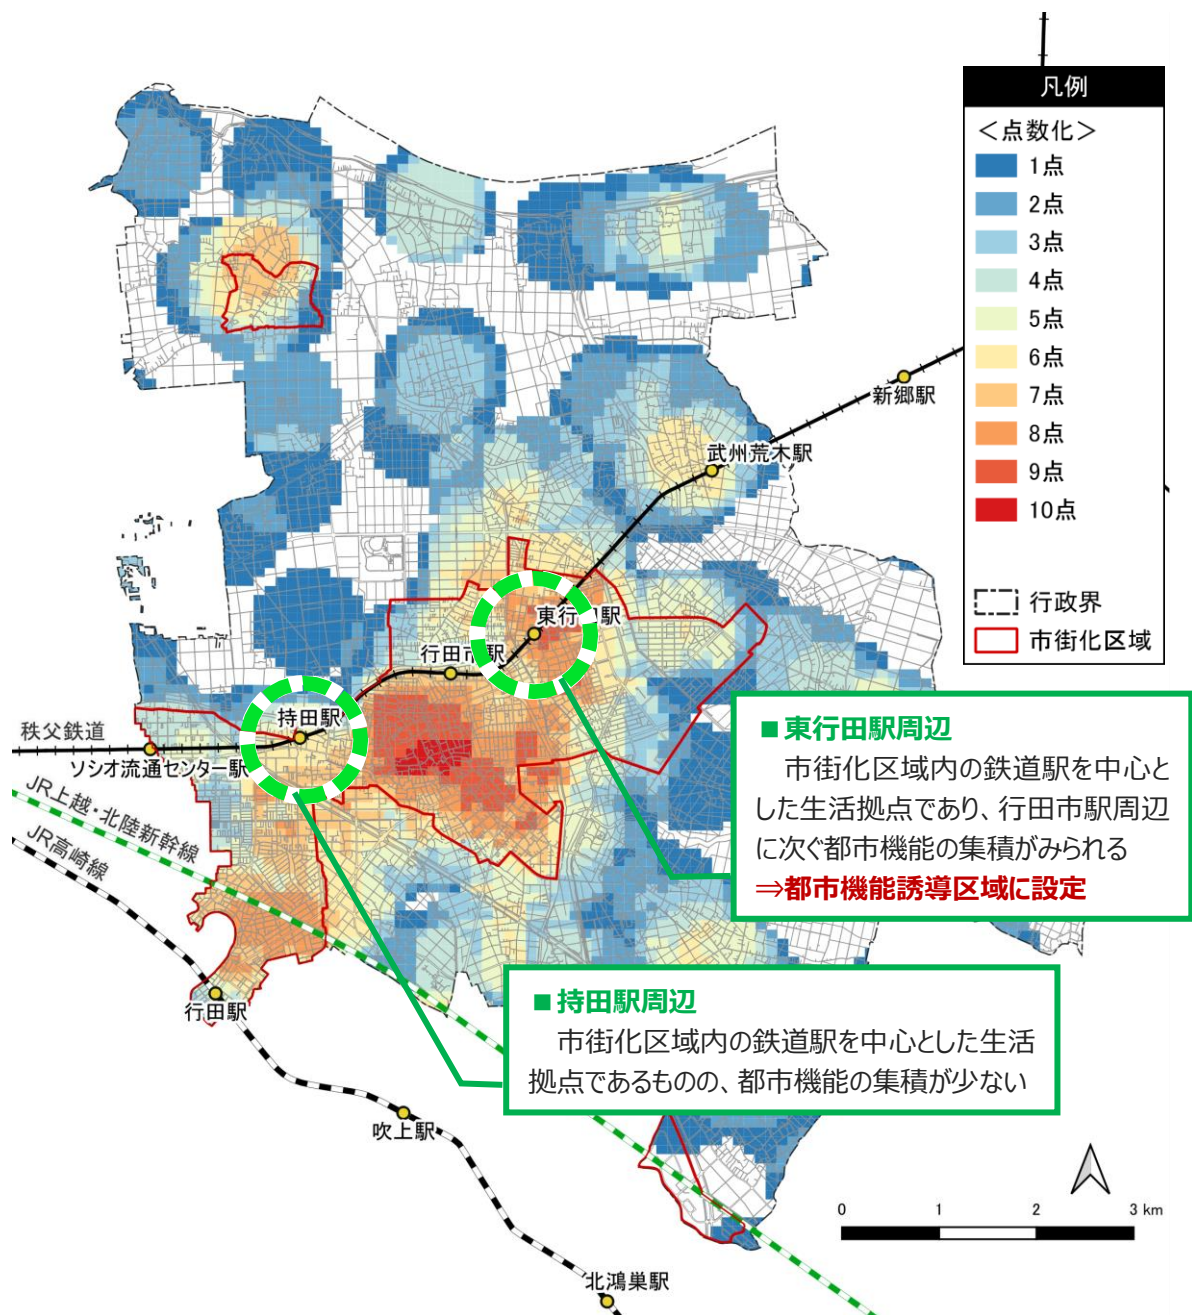 凡例
＜点数化＞
1点
2点
3点
4点
5点
6点
7点
8点
9点
10点
行政界
市街化区域
新郷駅
武州荒木駅
東行田駅
行田市駅
持田駅
秩父鉄道
ソシオ流通センター駅
JR上越・北陸新幹線
JR高崎線
行田駅
吹上駅
北鴻巣駅
■東行田駅周辺
市街化区域内の鉄道駅を中心と
した生活拠点であり、行田市駅周辺
に次ぐ都市機能の集積がみられる
⇒都市機能誘導区域に設定
■持田駅周辺
市街化区域内の鉄道駅を中心とした生活
拠点であるものの、都市機能の集積が少ない
0 1 2 3 km